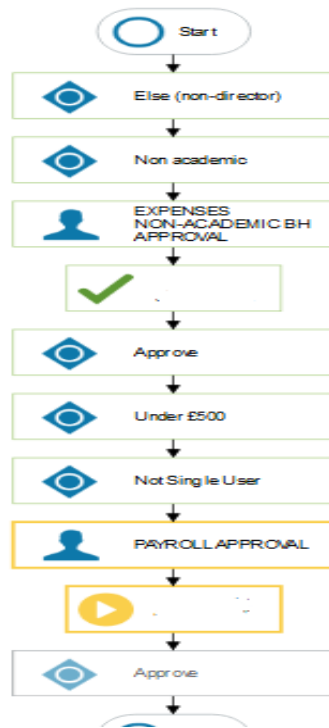 Start
Else (non-director)
Non academic
EXPENSES
NON-ACADEMIC BH
APPROVAL
Approve
Under £500
Not Single User
PAYROLL APPROVAL
Approve